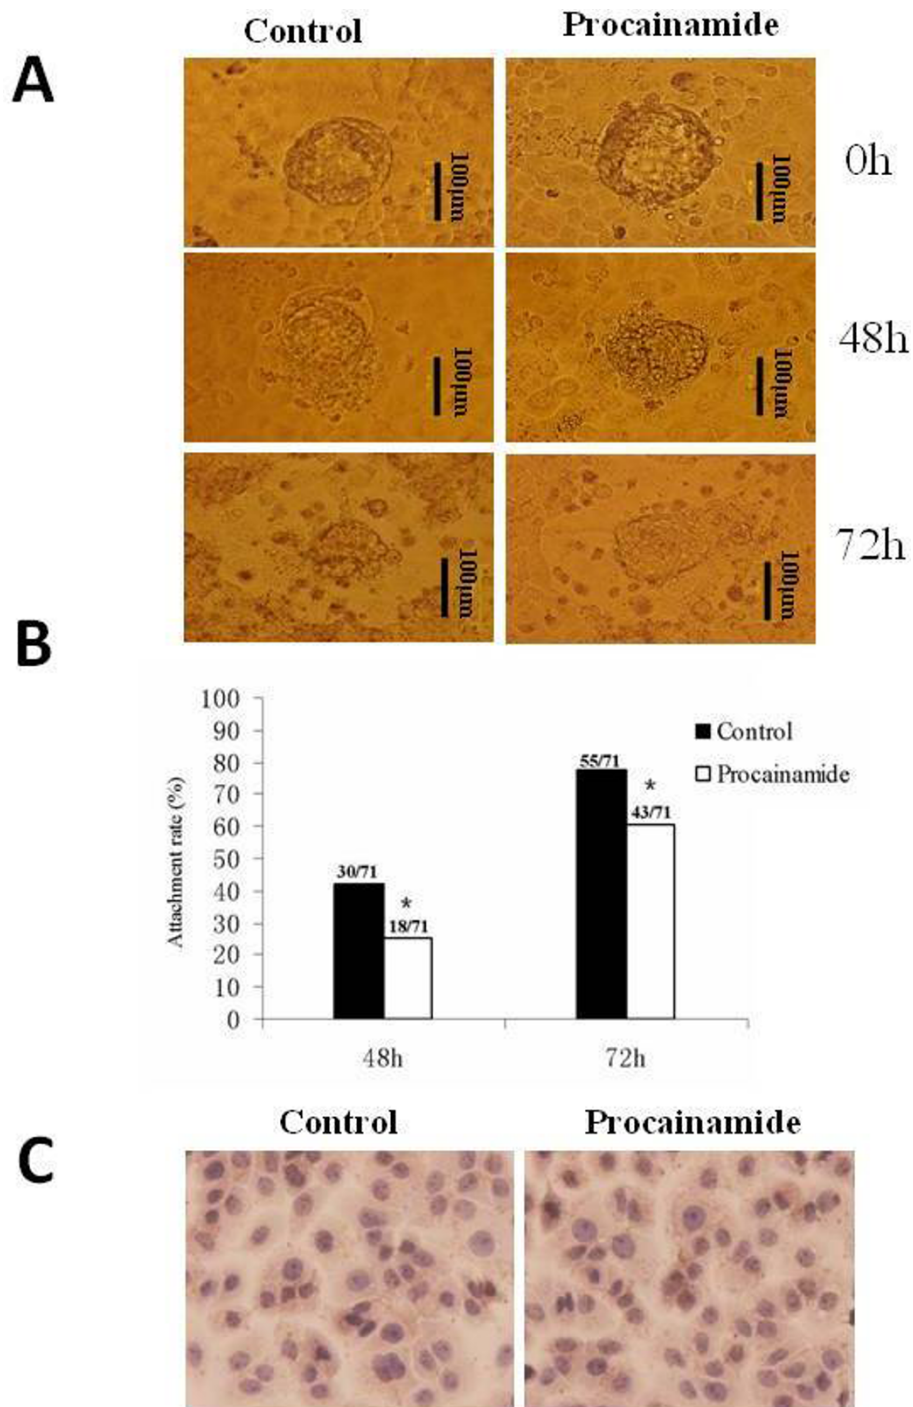 Control Procainamide
A
100μm 100μm 0h
100μm 100μm 48h
100μm 100μm 72h
B
100
90
80
70
60
50
40
30
20
10
0
Attachment rate (%)
Control
Procainamide
30/71
*
18/71
55/71
*
43/71
48h 72h
Control Procainamide
C